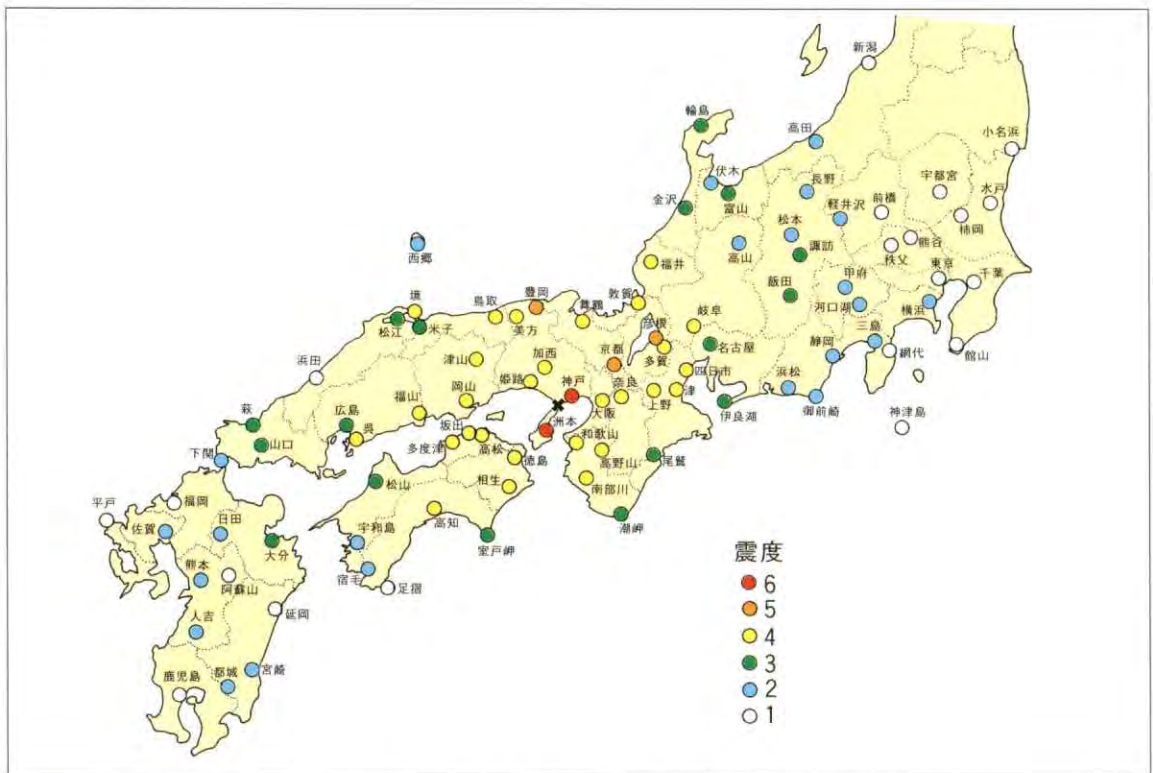 新潟
輪島
高田
小名浜
伏木
長野
宇都宮
前橋
水戸
金沢
富山
軽井沢
松本
柿岡
西郷
高山
諏訪
熊谷
秩父
福井
東京
千葉
甲府
飯田
境
鳥取
豊岡
舞鶴
敦賀
河口湖
横浜
岐阜
彦根
三島
松江
米子
美方
名古屋
静岡
網代
館山
多賀
京都
加西
津山
浜田
四日市
浜松
姫路
神戸
奈良
岡山
津
上野
御前崎
福山
大阪
伊良湖
神津島
萩
広島
坂田
洲本
呉
和歌山
山口
多度津
高松
高野山
尾鷲
下関
徳島
松山
相生
南部川
平戸
福岡
高知
佐賀
日田
宇和島
潮岬
大分
室戸岬
熊本
宿毛
阿蘇山
足宿
延岡
人吉
鹿児島
都城
宮崎
震度
6
5
4
3
2
1